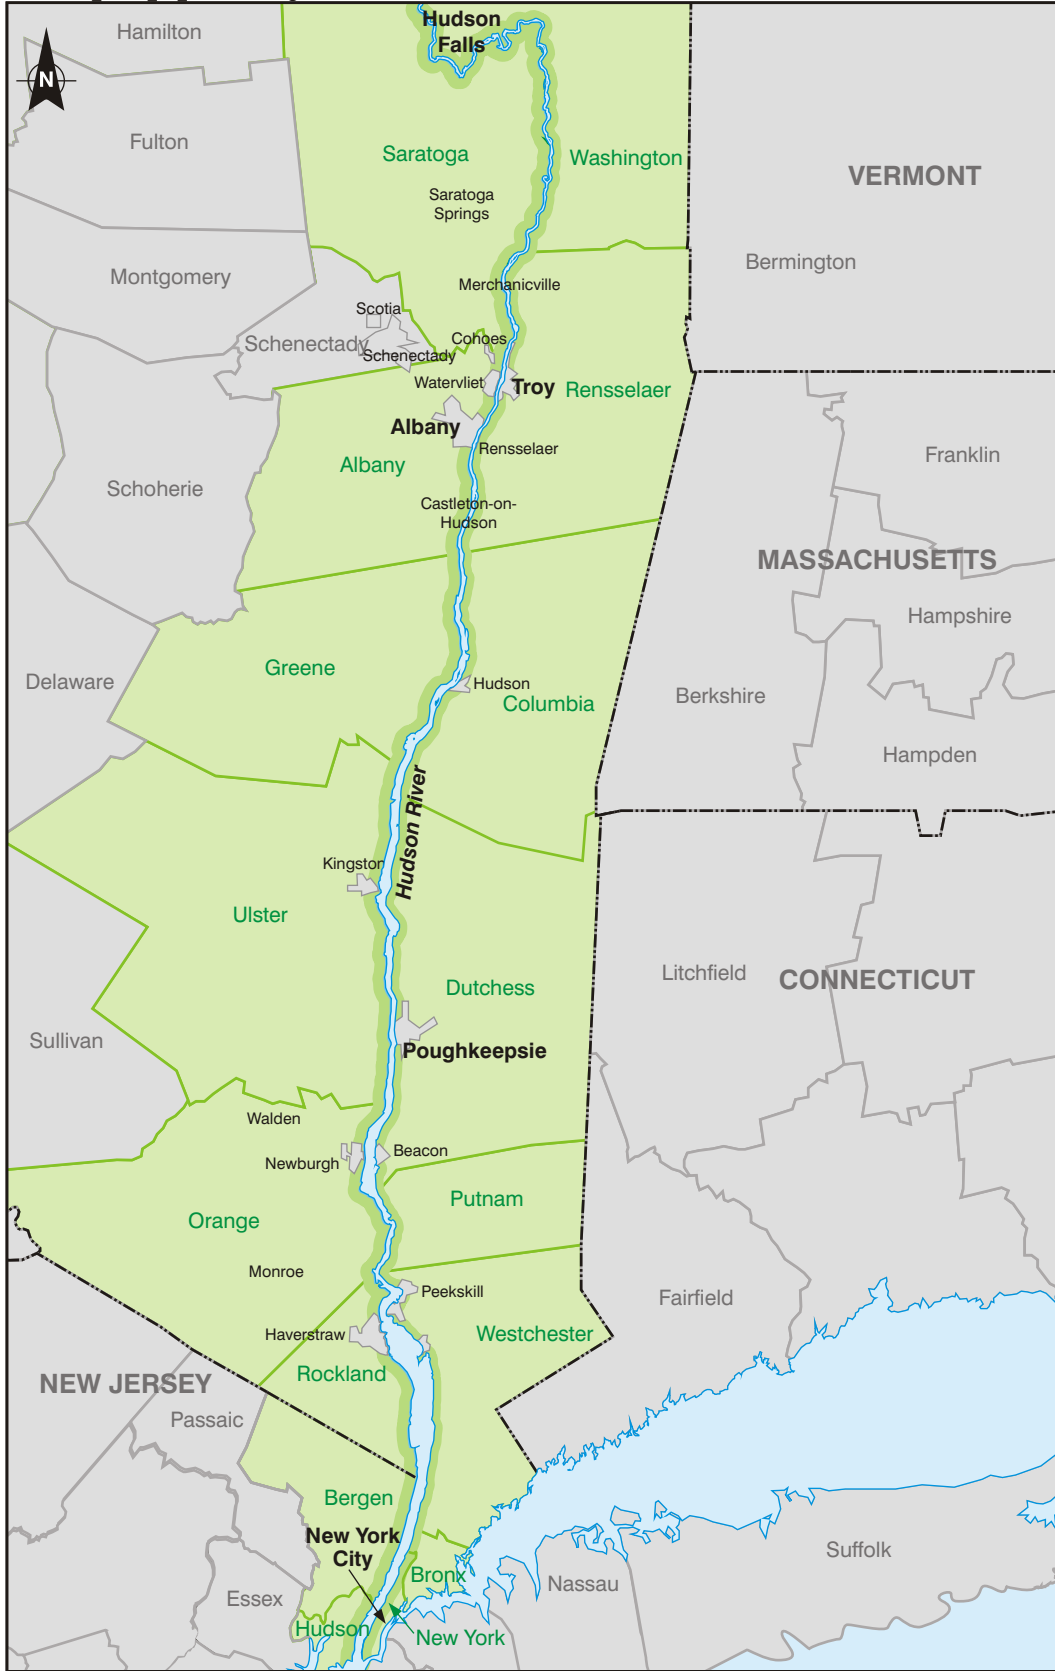 Hudson
Falls
Hamilton
N
Fulton
Saratoga
Washington
VERMONT
Saratoga
Springs
Bermington
Montgomery
Merchanicville
Scotia
Schenectady
Schenectady
Cohoes
Watervliet
Troy
Rensselaer
Albany
Rensselaer
Franklin
Albany
Schoherie
Castleton-on-
Hudson
MASSACHUSETTS
Hampshire
Greene
Delaware
Hudson
Columbia
Berkshire
Hampden
Hudson River
Kingston
Ulster
Litchfield
CONNECTICUT
Dutchess
Sullivan
Poughkeepsie
Walden
Beacon
Newburgh
Putnam
Orange
Monroe
Peekskill
Fairfield
Haverstraw
Westchester
Rockland
NEW JERSEY
Passaic
Bergen
New York
City
Suffolk
Bronx
Nassau
Essex
Hudson
New York